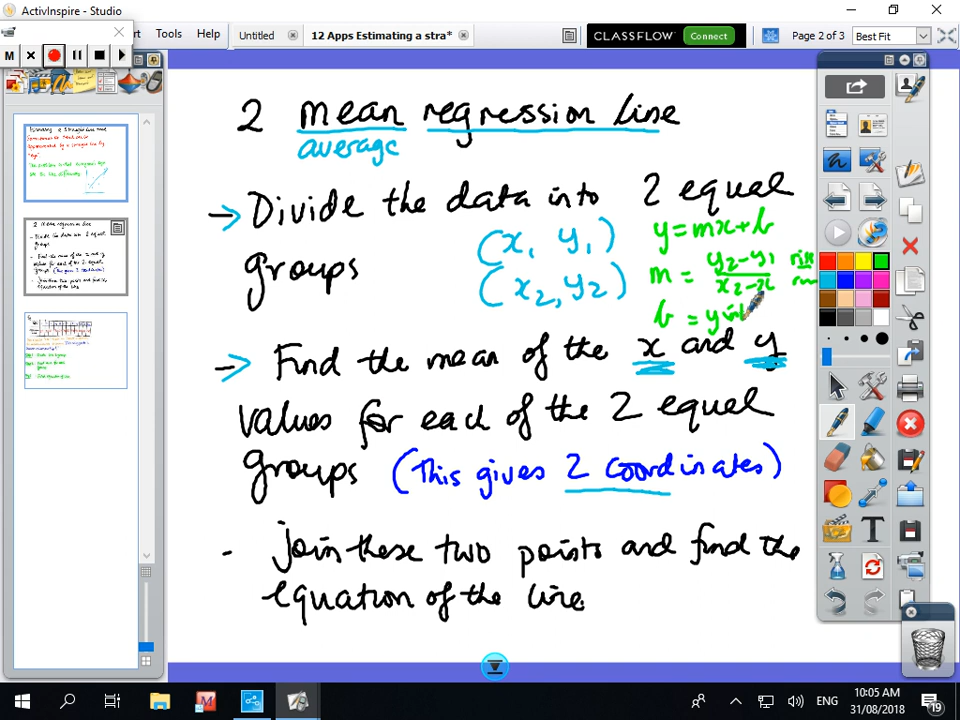 ActivInspire - Studio
Tools Help Untitled 12 Apps Estimating a stra* CLASSFLOW Connect Page 2 of 3 Best Fit
M
2 mean regression line
average
→ Divide the data into 2 equal
groups
(x, y1)
(x2, y2)
y = mx + b
m = y2-y1 rise
x2-x
b = y
→ Find the mean of the x and y
values for each of the 2 equal
groups (This gives 2 coordinates)
- join these two points and find the
equation of the line
ENG
10:05 AM
31/08/2018
19